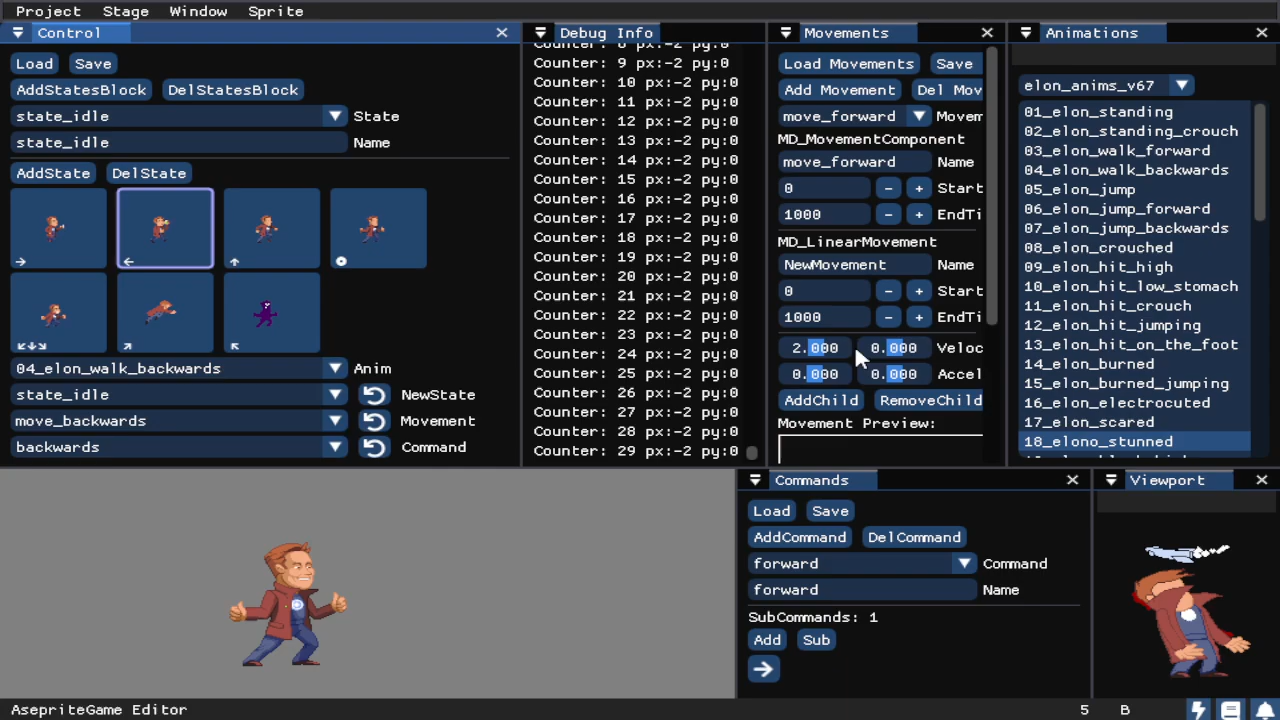 Project Stage Window Sprite
Control
Load Save
AddStatesBlock DelStatesBlock
state_idle State
state_idle Name
AddState DelState
04_elon_walk_backwards Anim
state_idle NewState
move_backwards Movement
backwards Command
Debug Info
Counter: 9 px:-2 py:0
Counter: 10 px:-2 py:0
Counter: 11 px:-2 py:0
Counter: 12 px:-2 py:0
Counter: 13 px:-2 py:0
Counter: 14 px:-2 py:0
Counter: 15 px:-2 py:0
Counter: 16 px:-2 py:0
Counter: 17 px:-2 py:0
Counter: 18 px:-2 py:0
Counter: 19 px:-2 py:0
Counter: 20 px:-2 py:0
Counter: 21 px:-2 py:0
Counter: 22 px:-2 py:0
Counter: 23 px:-2 py:0
Counter: 24 px:-2 py:0
Counter: 25 px:-2 py:0
Counter: 26 px:-2 py:0
Counter: 27 px:-2 py:0
Counter: 28 px:-2 py:0
Counter: 29 px:-2 py:0
Movements
Load Movements Save
Add Movement Del Mov
move_forward Movem
MD_MovementComponent
move_forward Name
0 - + Start
1000 - + EndTi
MD_LinearMovement
NewMovement Name
0 - + Start
1000 - + EndTi
2.000 0.000 Veloc
0.000 0.000 Accel
AddChild RemoveChild
Movement Preview:
Animations
elon_anims_v67
01_elon_standing
02_elon_standing_crouch
03_elon_walk_forward
04_elon_walk_backwards
05_elon_jump
06_elon_jump_forward
07_elon_jump_backwards
08_elon_crouched
09_elon_hit_high
10_elon_hit_low_stomach
11_elon_hit_crouch
12_elon_hit_jumping
13_elon_hit_on_the_foot
14_elon_burned
15_elon_burned_jumping
16_elon_electrocuted
17_elon_scared
18_elono_stunned
Commands
Load Save
AddCommand DelCommand
forward Command
forward Name
SubCommands: 1
Add Sub
Viewport
AsepriteGame Editor 5 B